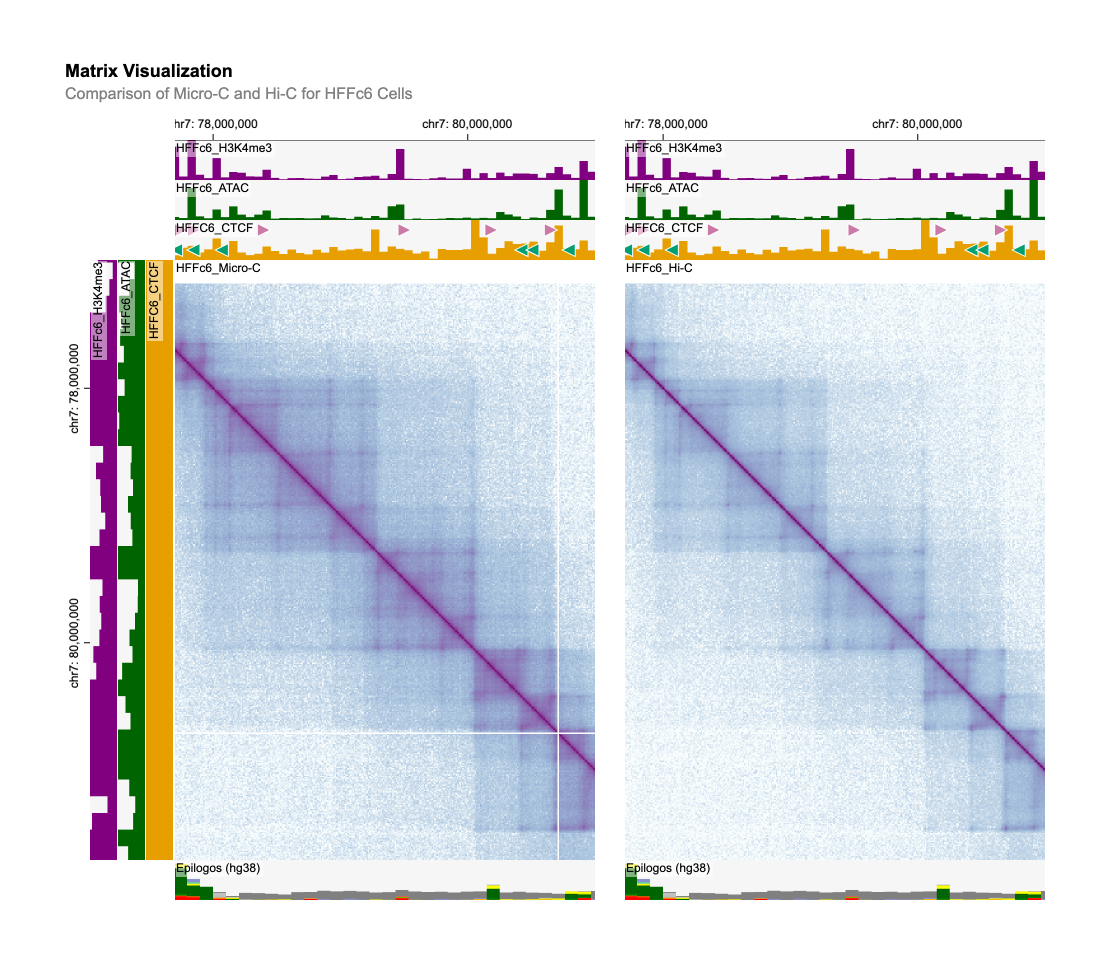 Matrix Visualization
Comparison of Micro-C and Hi-C for HFFc6 Cells
hr7: 78,000,000
chr7: 80,000,000
hr7: 78,000,000
chr7: 80,000,000
HFFc6_H3K4me3
HFFc6_H3K4me3
HFFc6_ATAC
HFFc6_ATAC
HFFC6_CTCF
HFFC6_CTCF
HFFc6_Micro-C
HFFc6_Hi-C
HFFc6_H3K4me3
HFFc6_ATAC
HFFC6_CTCF
chr7: 78,000,000
chr7: 80,000,000
Epilogos (hg38)
Epilogos (hg38)